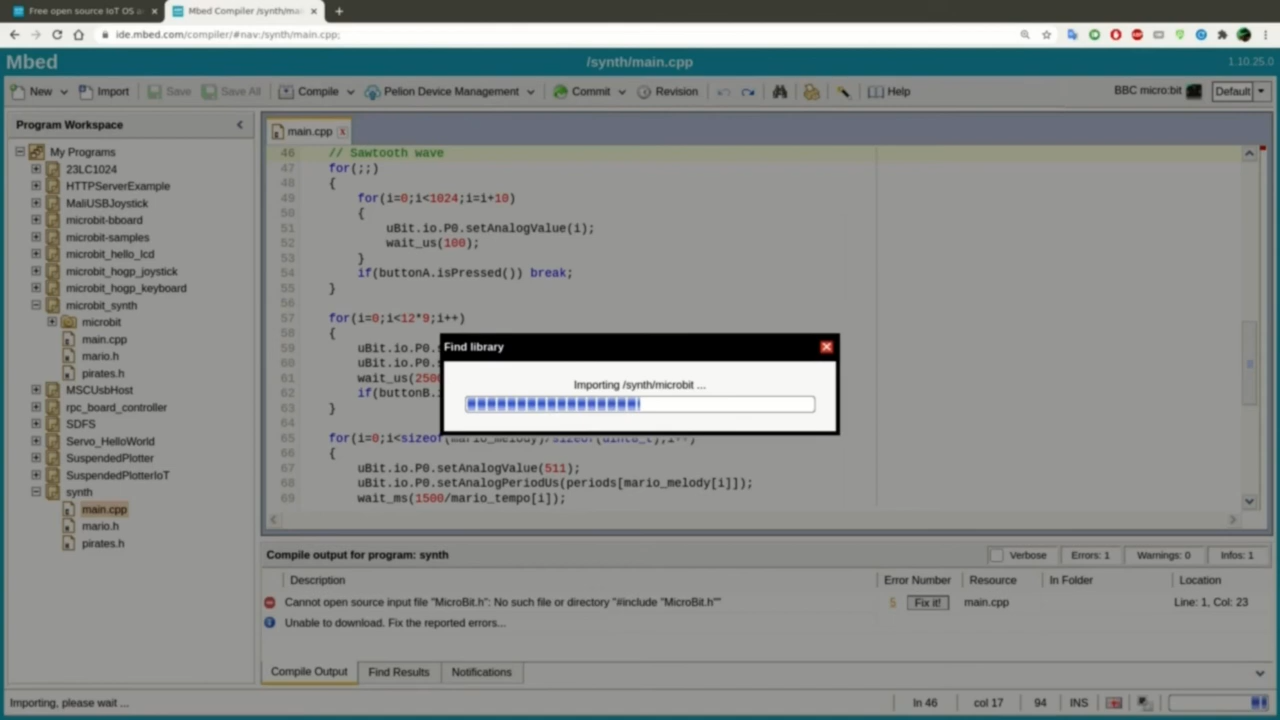 Free open source IoT OS a
Mbed Compiler /synth/mai
ide.mbed.com/compiler/#nav:/synth/main.cpp;
Mbed
/synth/main.cpp
1.10.25.0
New
Import
Save
Save All
Compile
Pelion Device Management
Commit
Revision
Help
BBC micro:bit
Default
Program Workspace
My Programs
23LC1024
HTTPServerExample
MaliUSBJoystick
microbit-bboard
microbit-samples
microbit_hello_lcd
microbit_hogp_joystick
microbit_hogp_keyboard
microbit_synth
microbit
main.cpp
mario.h
pirates.h
MSCUsbHost
rpc_board_controller
SDFS
Servo_HelloWorld
SuspendedPlotter
SuspendedPlotterIoT
synth
main.cpp
mario.h
pirates.h
main.cpp
46 // Sawtooth wave
47 for(;;)
48 {
49 for(i=0;i<1024;i=i+10)
50 {
51 uBit.io.P0.setAnalogValue(i);
52 wait_us(100);
53 }
54 if(buttonA.isPressed()) break;
55 }
56
57 for(i=0;i<12*9;i++)
58 {
59 uBit.io.P0.
60 uBit.io.P0.
61 wait_us(250
62 if(buttonB.
63 }
64
65 for(i=0;i<sizeof(mario_melody)/sizeof(uint8_t);i++)
66 {
67 uBit.io.P0.setAnalogValue(511);
68 uBit.io.P0.setAnalogPeriodUs(periods[mario_melody[i]]);
69 wait_ms(1500/mario_tempo[i]);
Find library
Importing /synth/microbit ...
Compile output for program: synth
Verbose
Errors: 1
Warnings: 0
Infos: 1
Description
Error Number
Resource
In Folder
Location
Cannot open source input file "MicroBit.h": No such file or directory "#include "MicroBit.h""
5
Fix it!
main.cpp
Line: 1, Col: 23
Unable to download. Fix the reported errors...
Compile Output
Find Results
Notifications
Importing, please wait ...
ln 46
col 17
94
INS